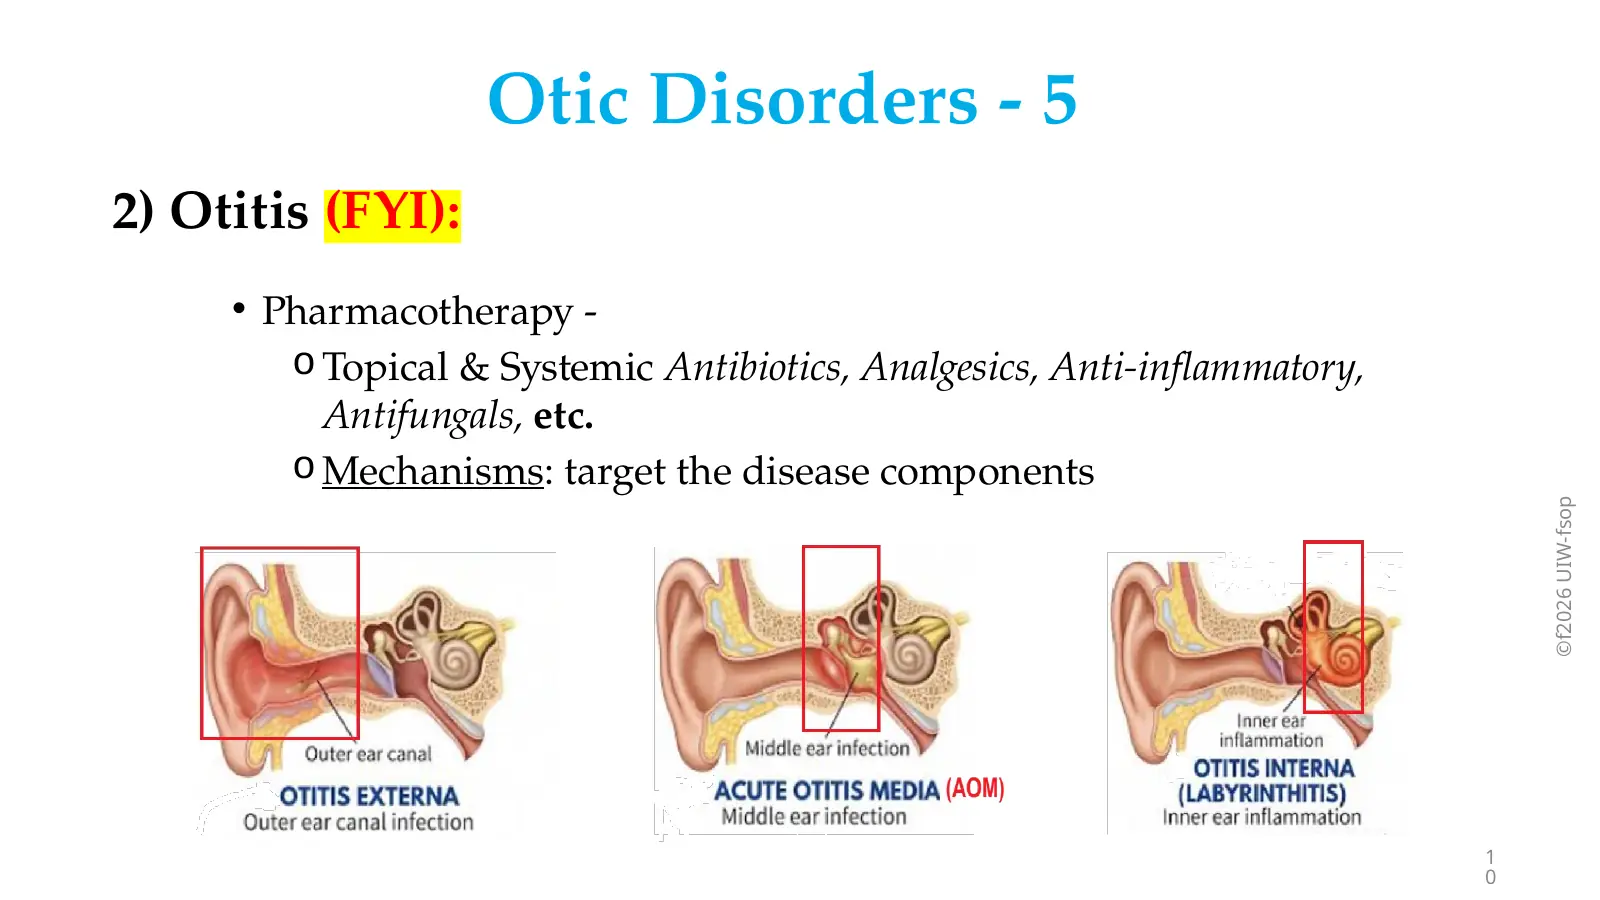 Otic Disorders - 5
2) Otitis (FYI):
• Pharmacotherapy -
o Topical & Systemic Antibiotics, Analgesics, Anti-inflammatory,
Antifungals, etc.
o Mechanisms: target the disease components
Outer ear canal
OTITIS EXTERNA
Outer ear canal infection
Middle ear infection
ACUTE OTITIS MEDIA (AOM)
Middle ear infection
Inner ear
inflammation
OTITIS INTERNA
(LABYRINTHITIS)
Inner ear inflammation
©f2026 UIW-fsop
1
0